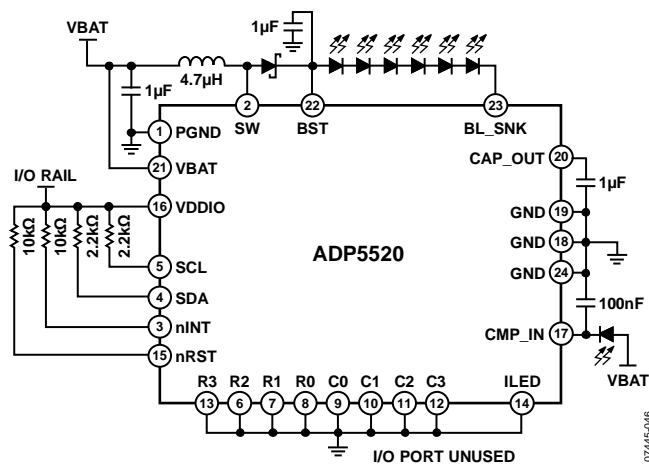 VBAT
1µF
4.7µH
1µF
2
SW
22
BST
23
BL_SNK
1
PGND
21
VBAT
I/O RAIL
16
VDDIO
10kΩ
10kΩ
2.2kΩ
2.2kΩ
5
SCL
4
SDA
3
nINT
15
nRST
ADP5520
CAP_OUT
20
1µF
GND
19
GND
18
GND
24
100nF
CMP_IN
17
VBAT
R3
R2
R1
R0
C0
C1
C2
C3
ILED
13
6
7
8
9
10
11
12
14
I/O PORT UNUSED
07445-046